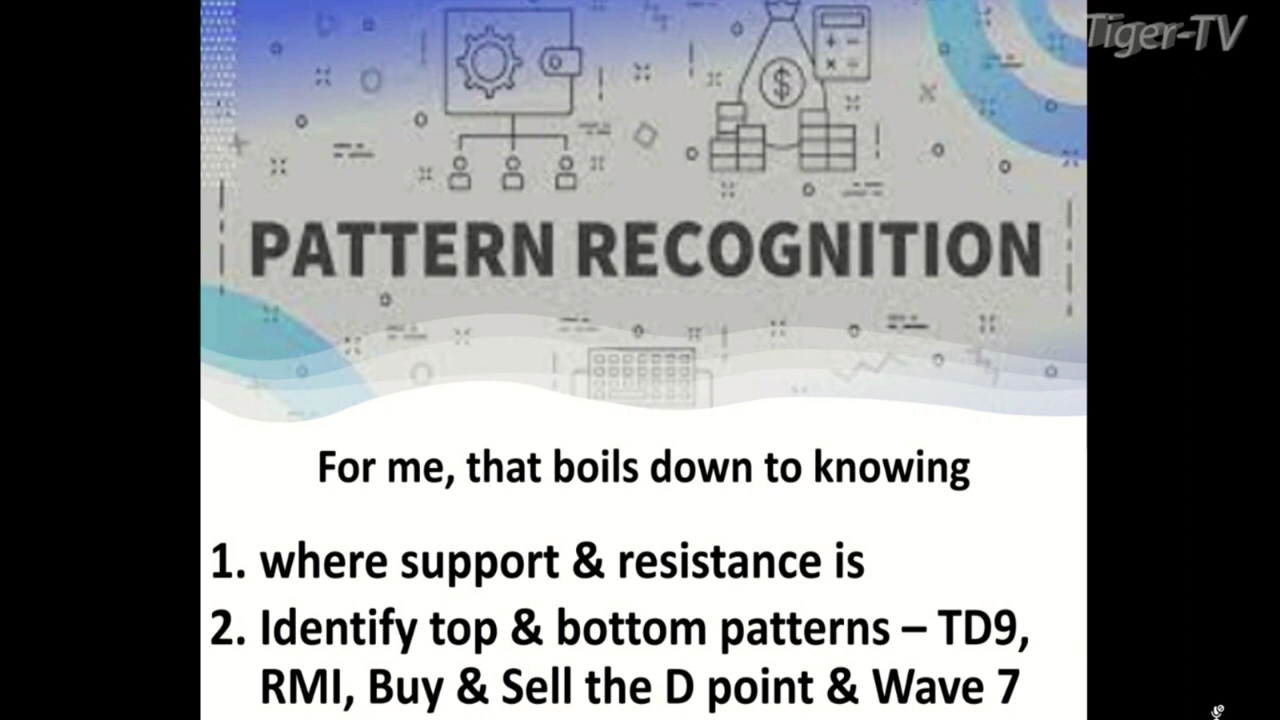 Tiger-TV
PATTERN RECOGNITION
For me, that boils down to knowing
1. where support & resistance is
2. Identify top & bottom patterns – TD9,
RMI, Buy & Sell the D point & Wave 7